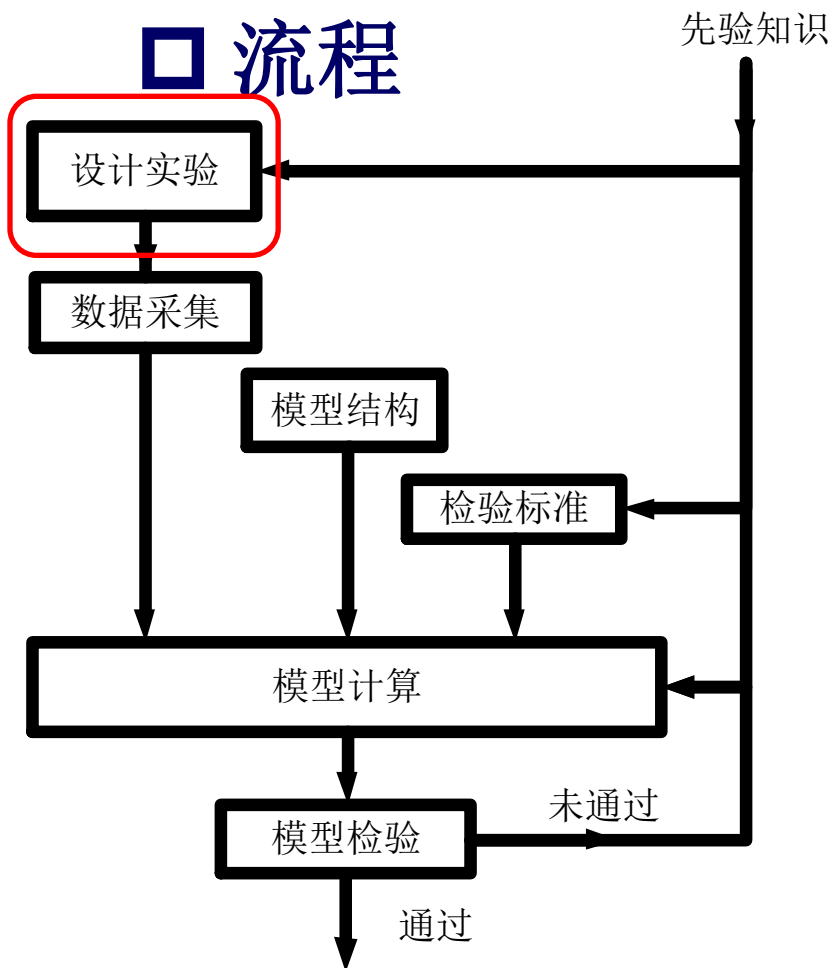 先验知识
流程
设计实验
数据采集
模型结构
检验标准
模型计算
未通过
模型检验
通过